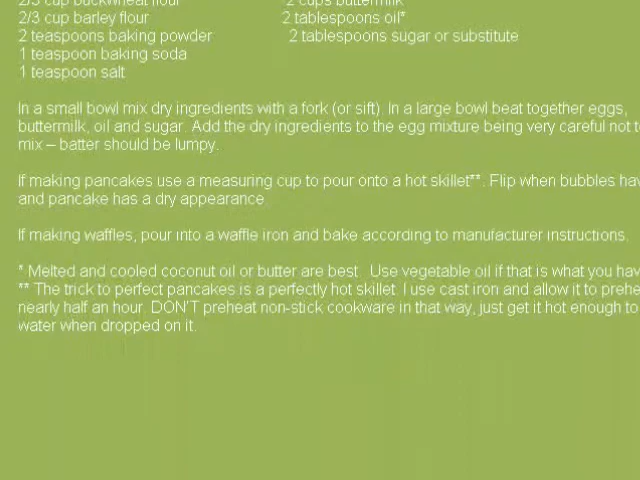 2/3 cup buckwheat flour 2 cups buttermilk
2/3 cup barley flour 2 tablespoons oil*
2 teaspoons baking powder 2 tablespoons sugar or substitute
1 teaspoon baking soda
1 teaspoon salt
In a small bowl mix dry ingredients with a fork (or sift). In a large bowl beat together eggs,
buttermilk, oil and sugar. Add the dry ingredients to the egg mixture being very careful not t
mix – batter should be lumpy.
If making pancakes use a measuring cup to pour onto a hot skillet**. Flip when bubbles hav
and pancake has a dry appearance.
If making waffles, pour into a waffle iron and bake according to manufacturer instructions.
* Melted and cooled coconut oil or butter are best. Use vegetable oil if that is what you hav
** The trick to perfect pancakes is a perfectly hot skillet. I use cast iron and allow it to prehe
nearly half an hour. DON'T preheat non-stick cookware in that way, just get it hot enough to
water when dropped on it.